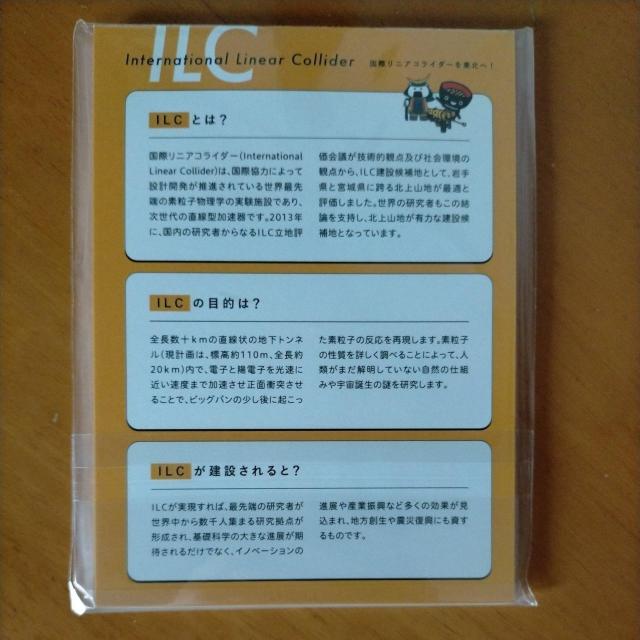 ILC
International Linear Collider 国際リニアコライダーを東北へ！
ILCとは？
国際リニアコライダー(International
Linear Collider)は、国際協力によって
設計開発が推進されている世界最先
端の素粒子物理学の実験施設であり、
次世代の直線型加速器です。2013年
に、国内の研究者からなるILC立地評
価会議が技術的観点及び社会環境の
観点から、ILC建設候補地として、岩手
県と宮城県に跨る北上山地が最適と
評価しました。世界の研究者もこの結
論を支持し、北上山地が有力な建設候
補地となっています。
ILCの目的は？
全長数十kmの直線状の地下トンネ
ル(現計画は、標高約110m、全長約
20km)内で、電子と陽電子を光速に
近い速度まで加速させ正面衝突させ
ることで、ビッグバンの少し後に起こっ
た素粒子の反応を再現します。素粒子
の性質を詳しく調べることによって、人
類がまだ解明していない自然の仕組
みや宇宙誕生の謎を研究します。
ILCが建設されると？
ILCが実現すれば、最先端の研究者が
世界中から数千人集まる研究拠点が
形成され、基礎科学の大きな進展が期
待されるだけでなく、イノベーションの
進展や産業振興など多くの効果が見
込まれ、地方創生や震災復興にも資す
るものです。